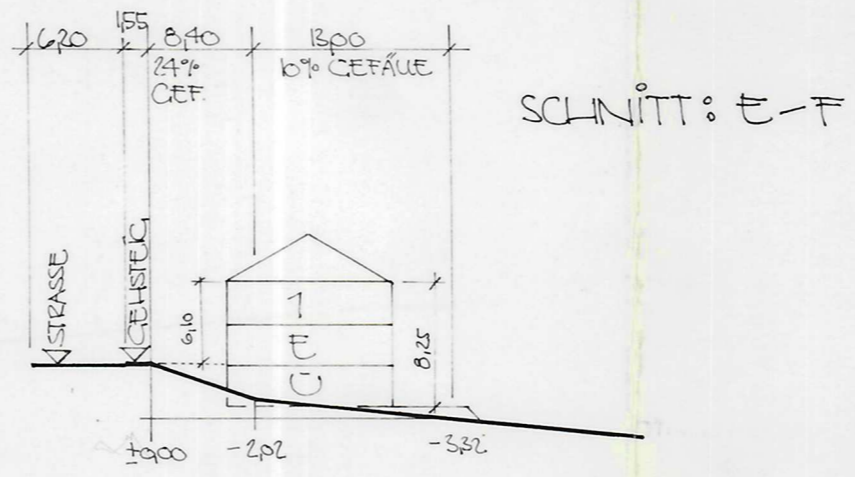 6,20
1,55
8,40
13,00
24%
GEF.
10% GEFÄLLE
SCHNITT: E-F
STRASSE
GEHSTEIG
6,10
1
E
U
8,25
±0,00
-2,02
-3,32